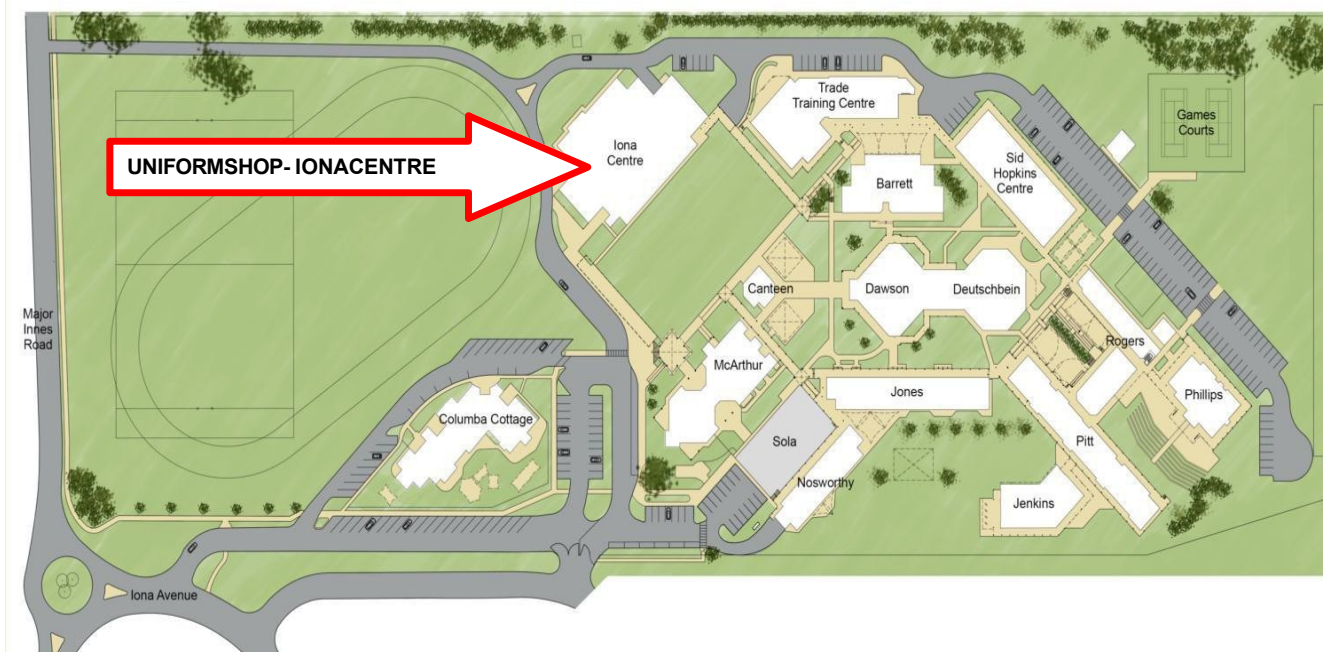 Trade
Training Centre
Games
Courts
Iona
Centre
UNIFORMSHOP- IONACENTRE
Sid
Hopkins
Centre
Barrett
Canteen
Dawson
Deutschbein
Major
Innes
Road
Rogers
McArthur
Jones
Phillips
Columba Cottage
Sola
Pitt
Nosworthy
Jenkins
Iona Avenue